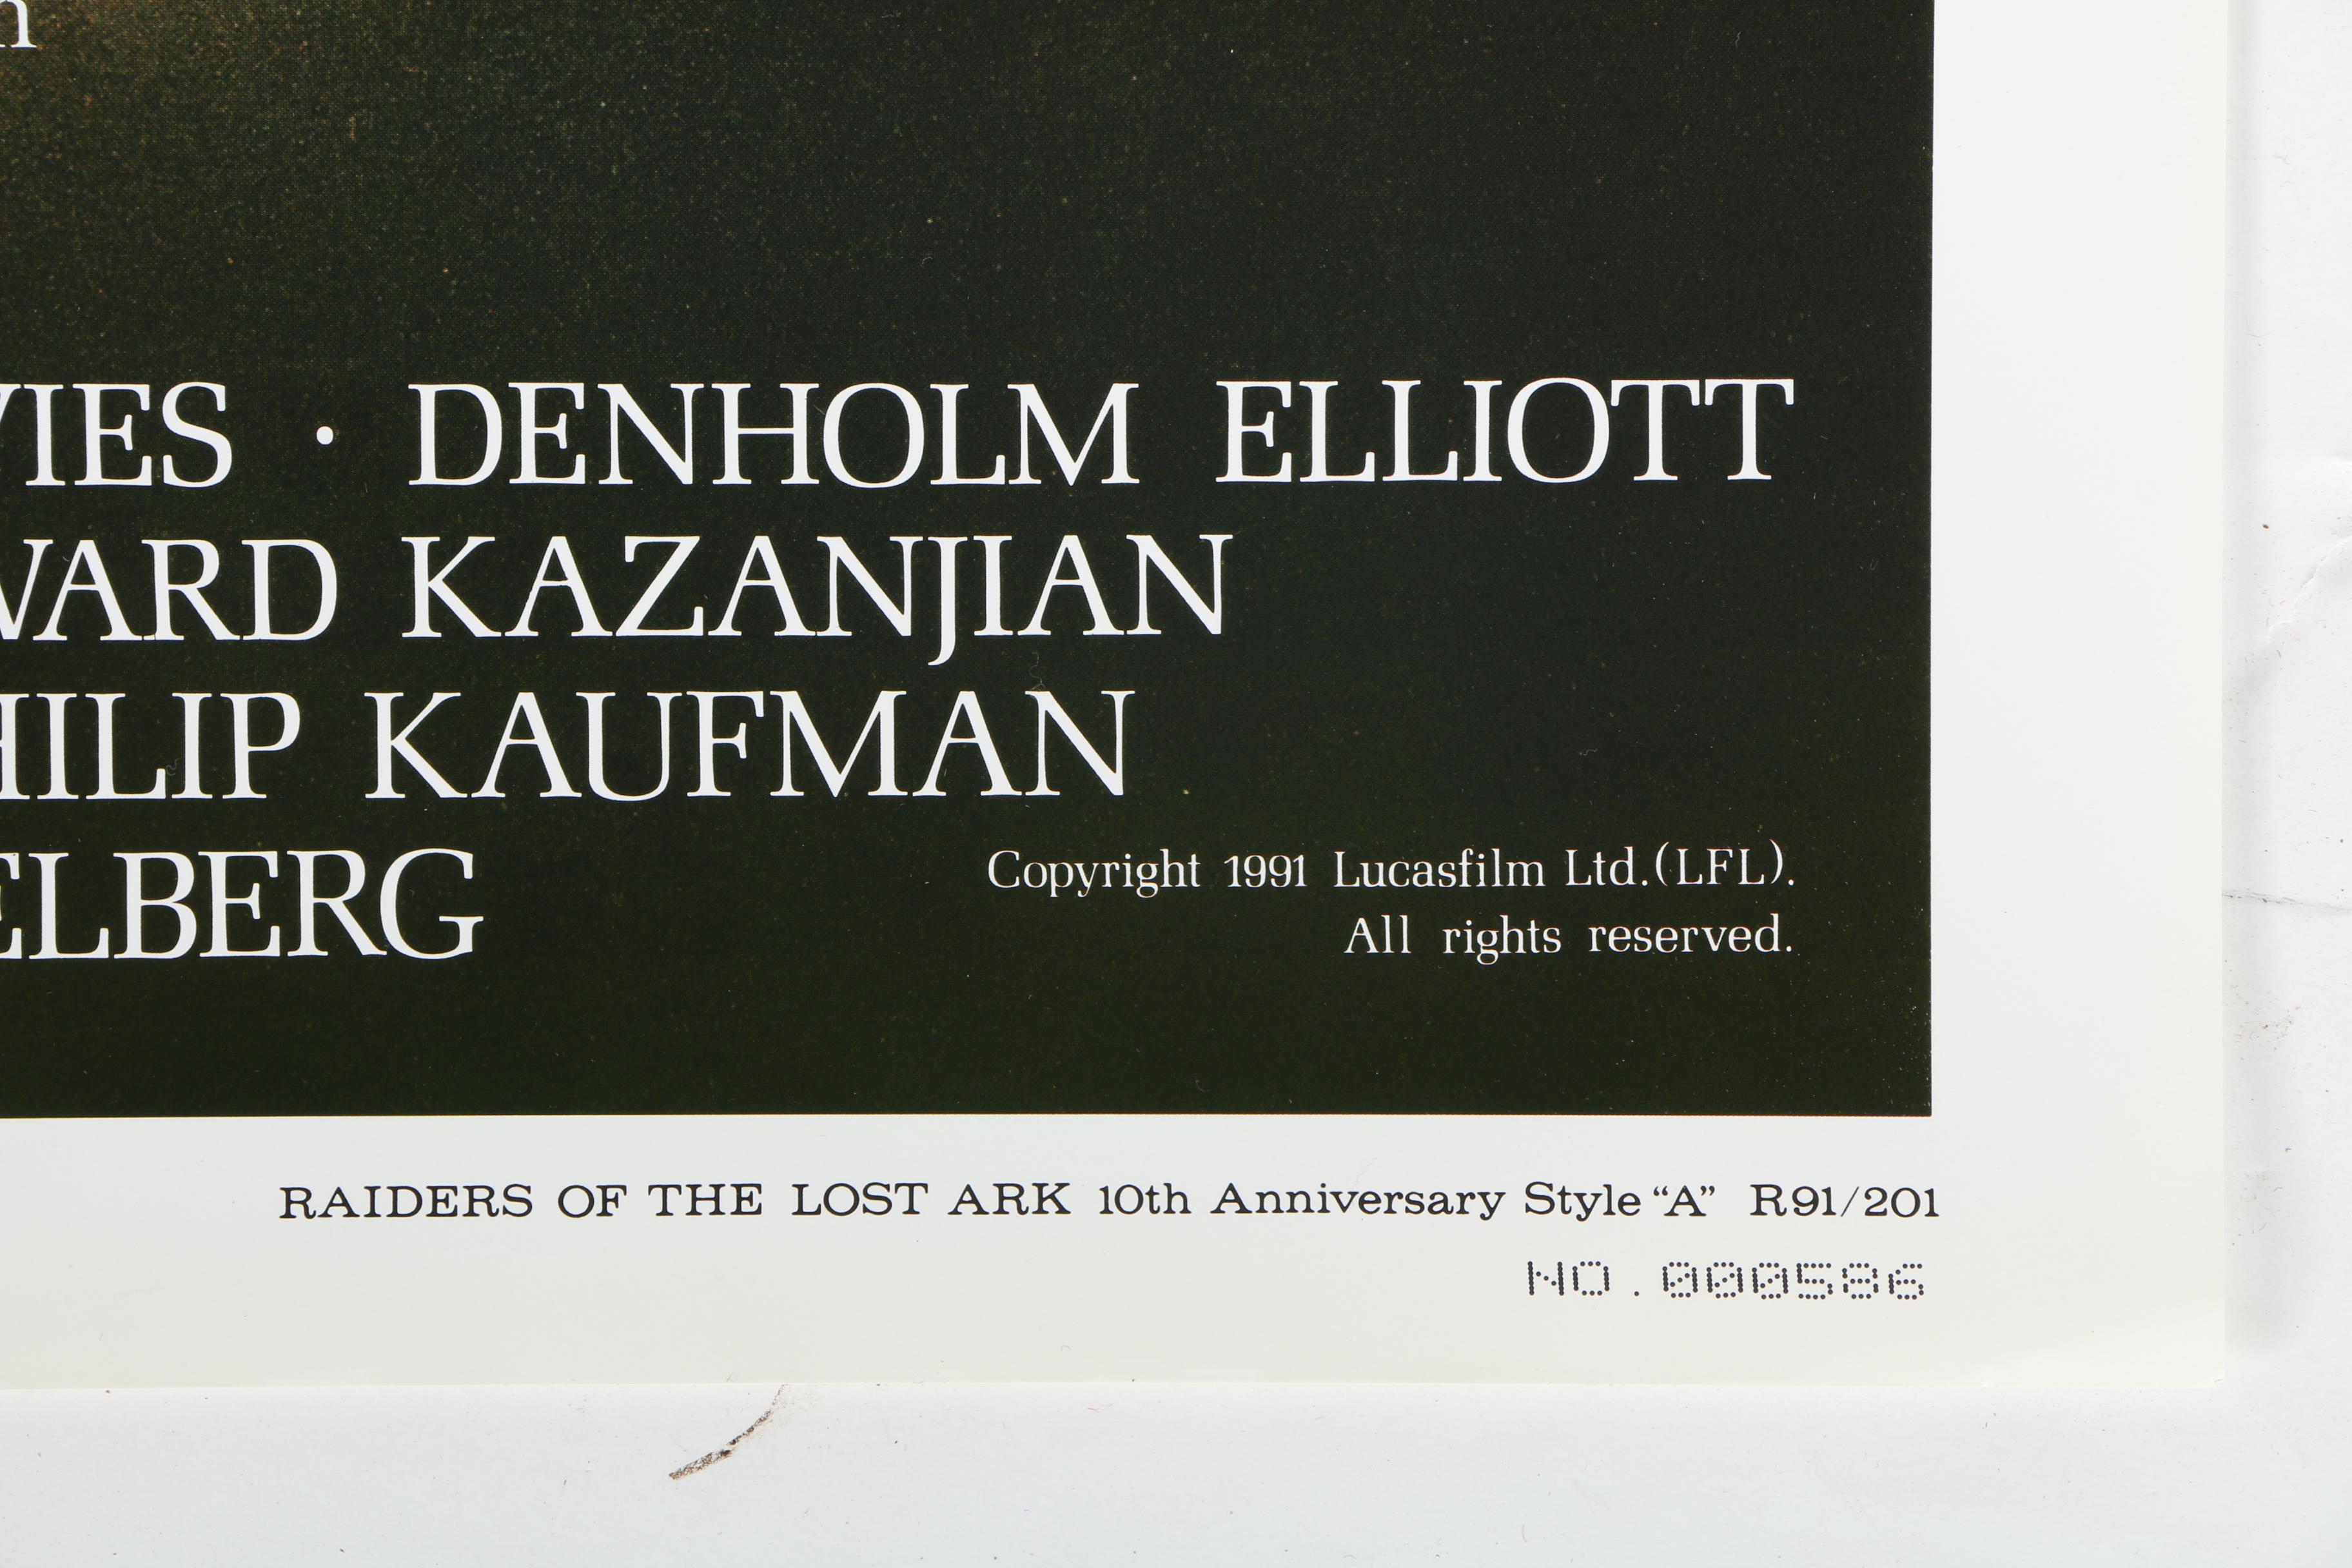 VIES · DENHOLM ELLIOTT
WARD KAZANJIAN
HILIP KAUFMAN
ELBERG
Copyright 1991 Lucasfilm Ltd.(LFL).
All rights reserved.
RAIDERS OF THE LOST ARK 10th Anniversary Style “A” R91/201
NO.000586